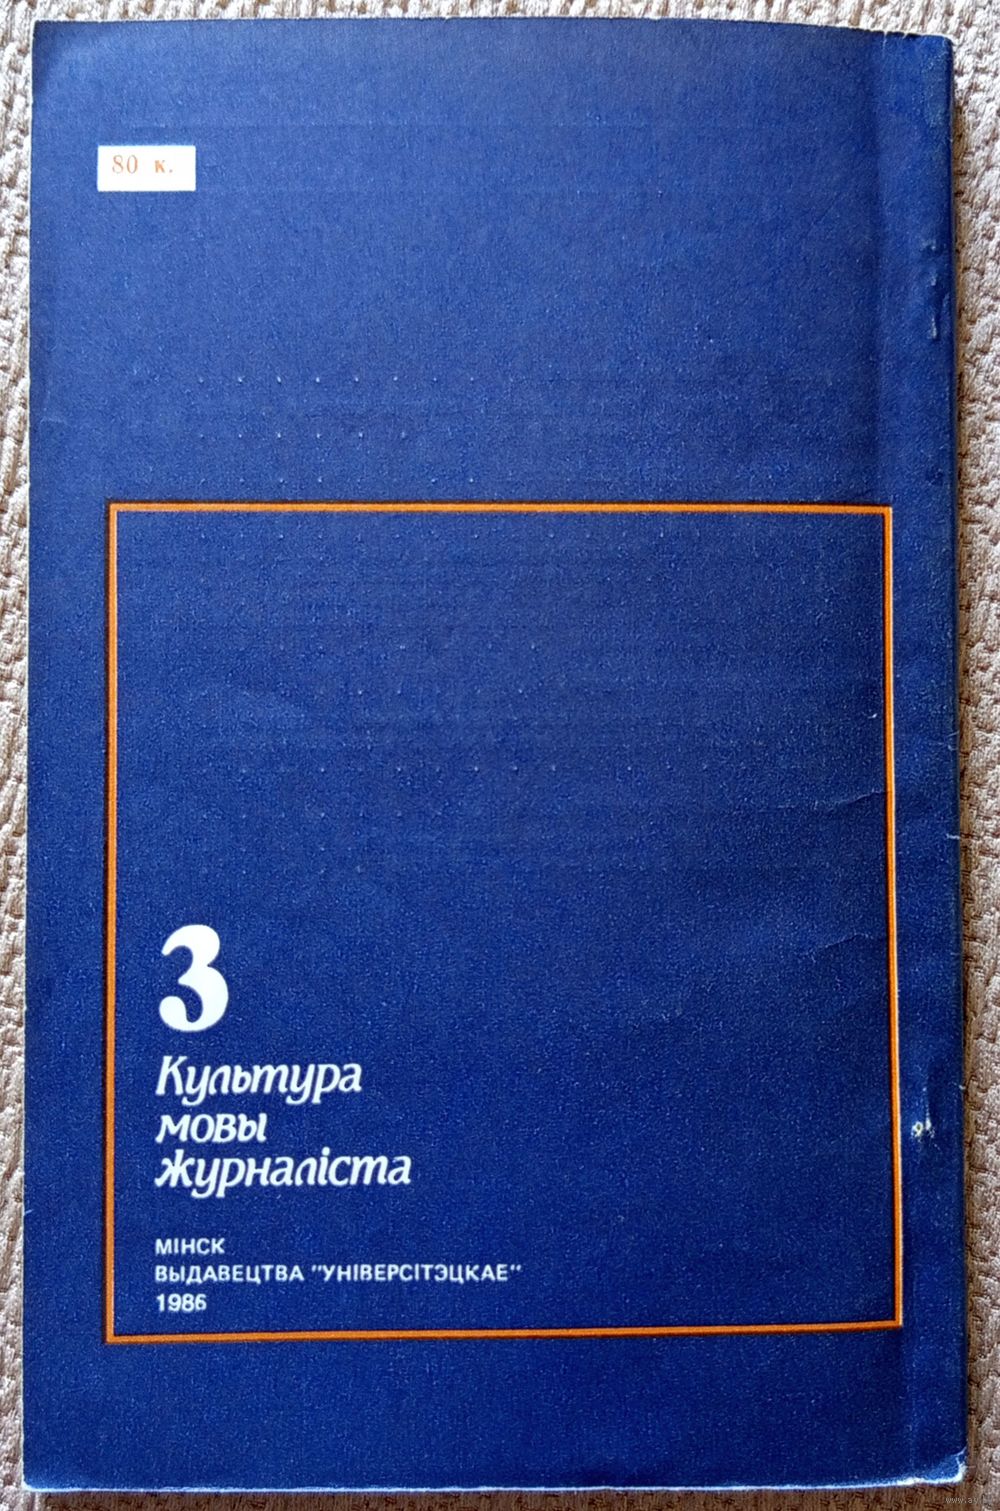 80 к.
3
Культура
мовы
журналіста
МІНСК
ВЫДАВЕЦТВА "УНІВЕРСІТЭЦКАЕ"
1986